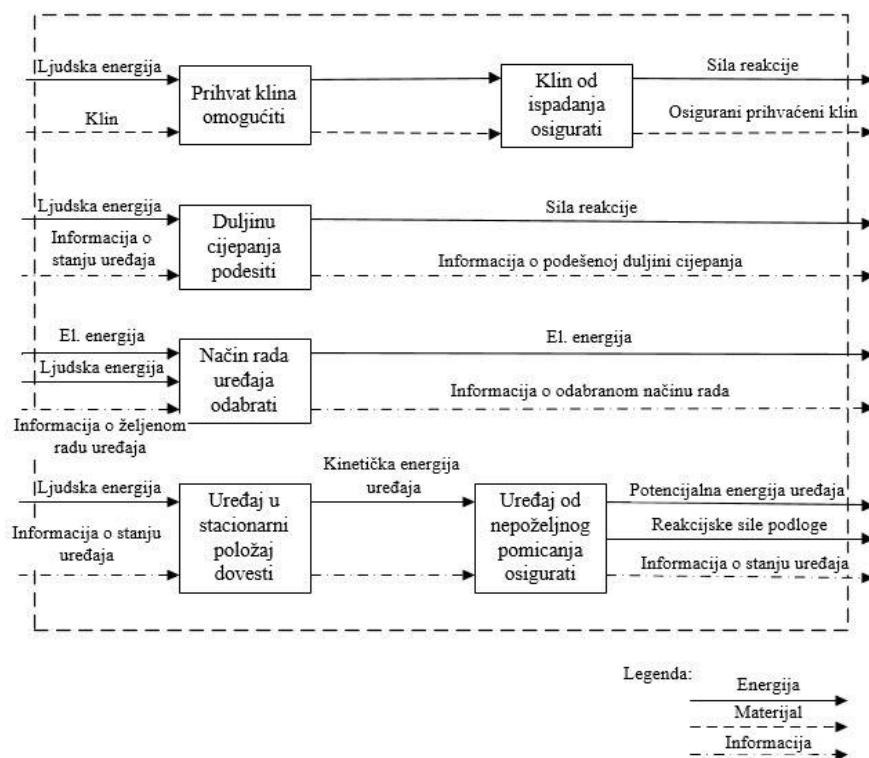 Ljudska energija
Klin
Prihvat klina
omogućiti
Klin od
ispadanja
osigurati
Sila reakcije
Osigurani prihvaćeni klin
Ljudska energija
Informacija o
stanju uređaja
Duljinu
cijepanja
podesiti
Sila reakcije
Informacija o podešenoj duljini cijepanja
El. energija
Ljudska energija
Informacija o željenom
radu uređaja
Način rada
uređaja
odabrati
El. energija
Informacija o odabranom načinu rada
Ljudska energija
Informacija o stanju
uređaja
Uređaj u
stacionarni
položaj
dovesti
Kinetička energija
uređaja
Uređaj od
nepoželjnog
pomicanja
osigurati
Potencijalna energija uređaja
Reakcijske sile podloge
Informacija o stanju uređaja
Legenda:
Energija
Materijal
Informacija